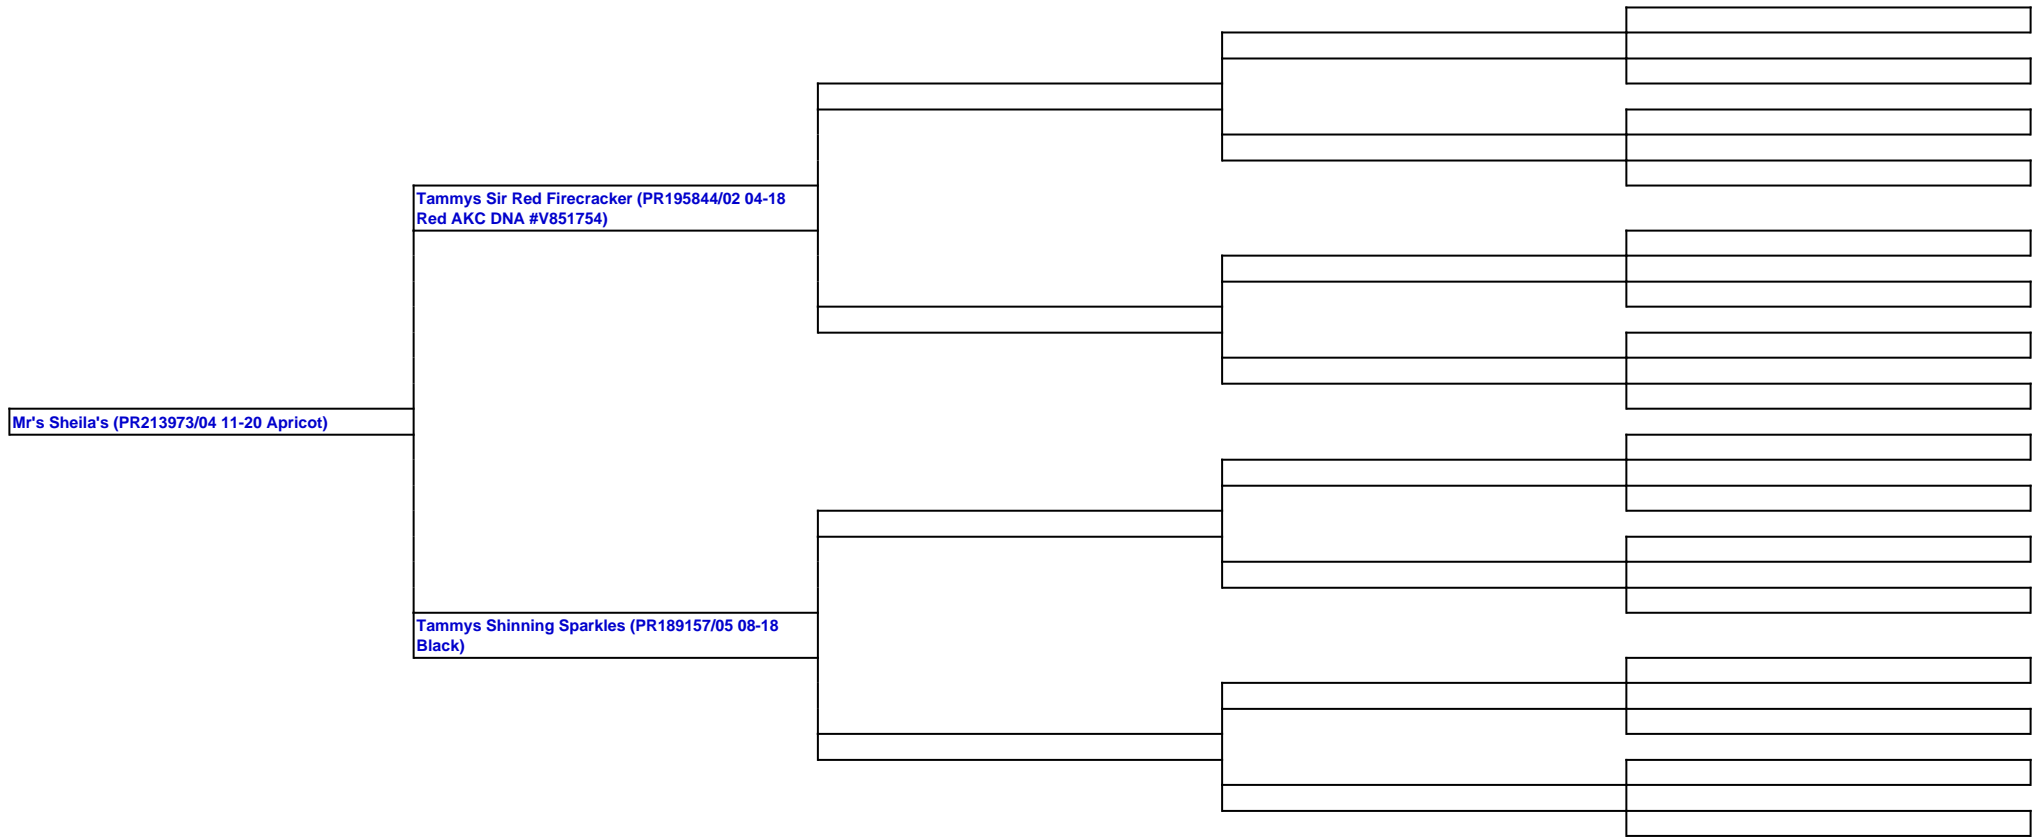 Tammys Sir Red Firecracker (PR195844/02 04-18
Red AKC DNA #V851754)
Mr's Sheila's (PR213973/04 11-20 Apricot)
Tammys Shinning Sparkles (PR189157/05 08-18
Black)